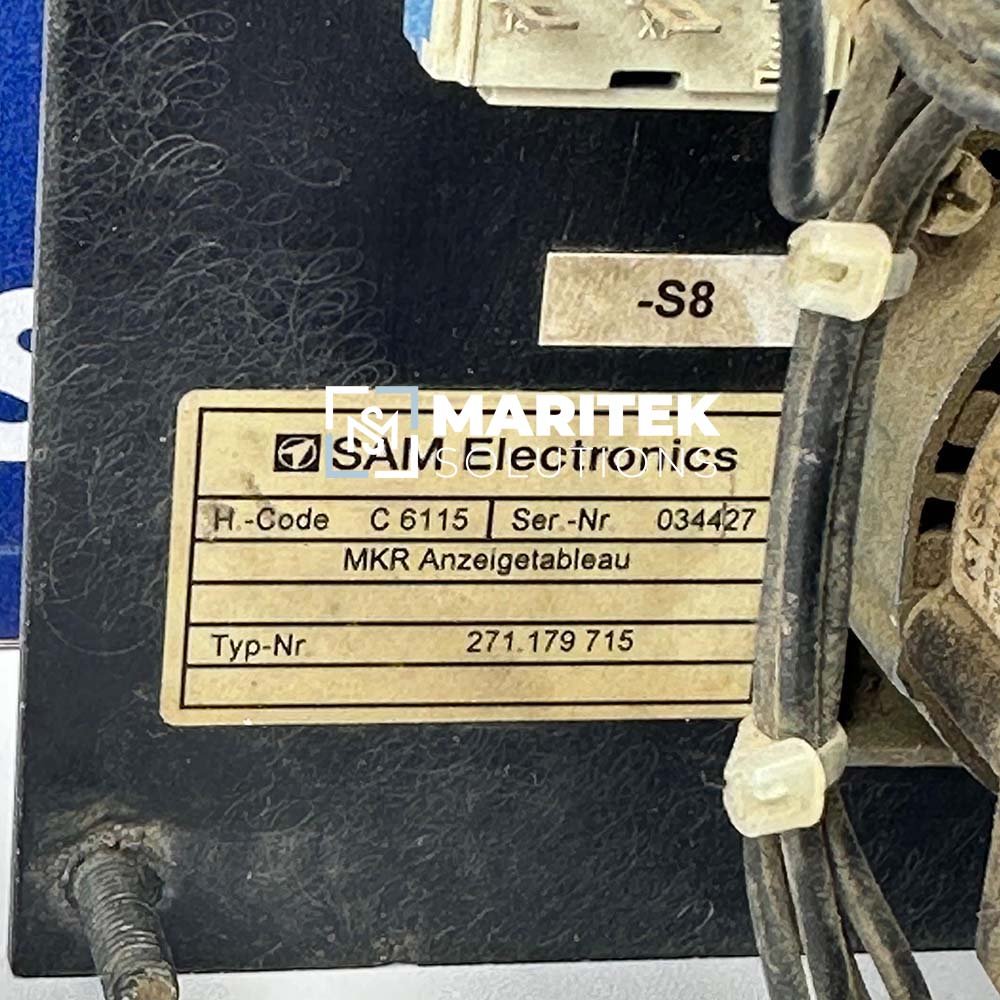 -S8
MARITEK
SOLUTIONS
SAM Electronics
H.-Code C 6115 Ser.-Nr 034427
MKR Anzeigetableau
Typ-Nr 271.179 715